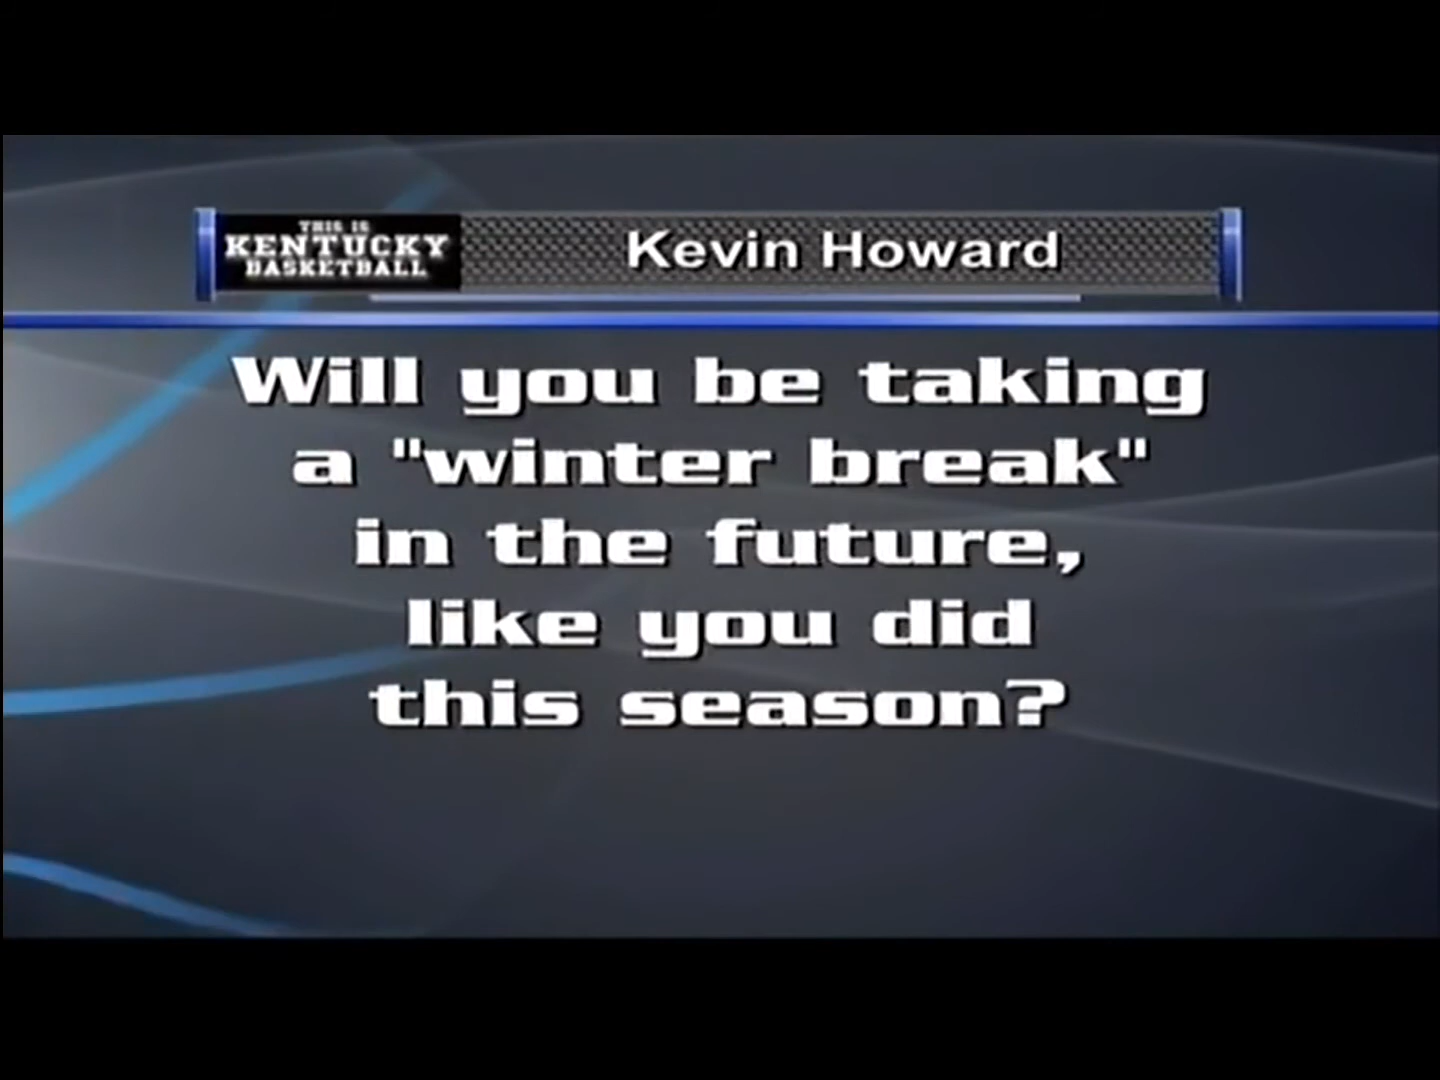 THIS IS
KENTUCKY
BASKETBALL
Kevin Howard
Will you be taking
a "winter break"
in the future,
like you did
this season?